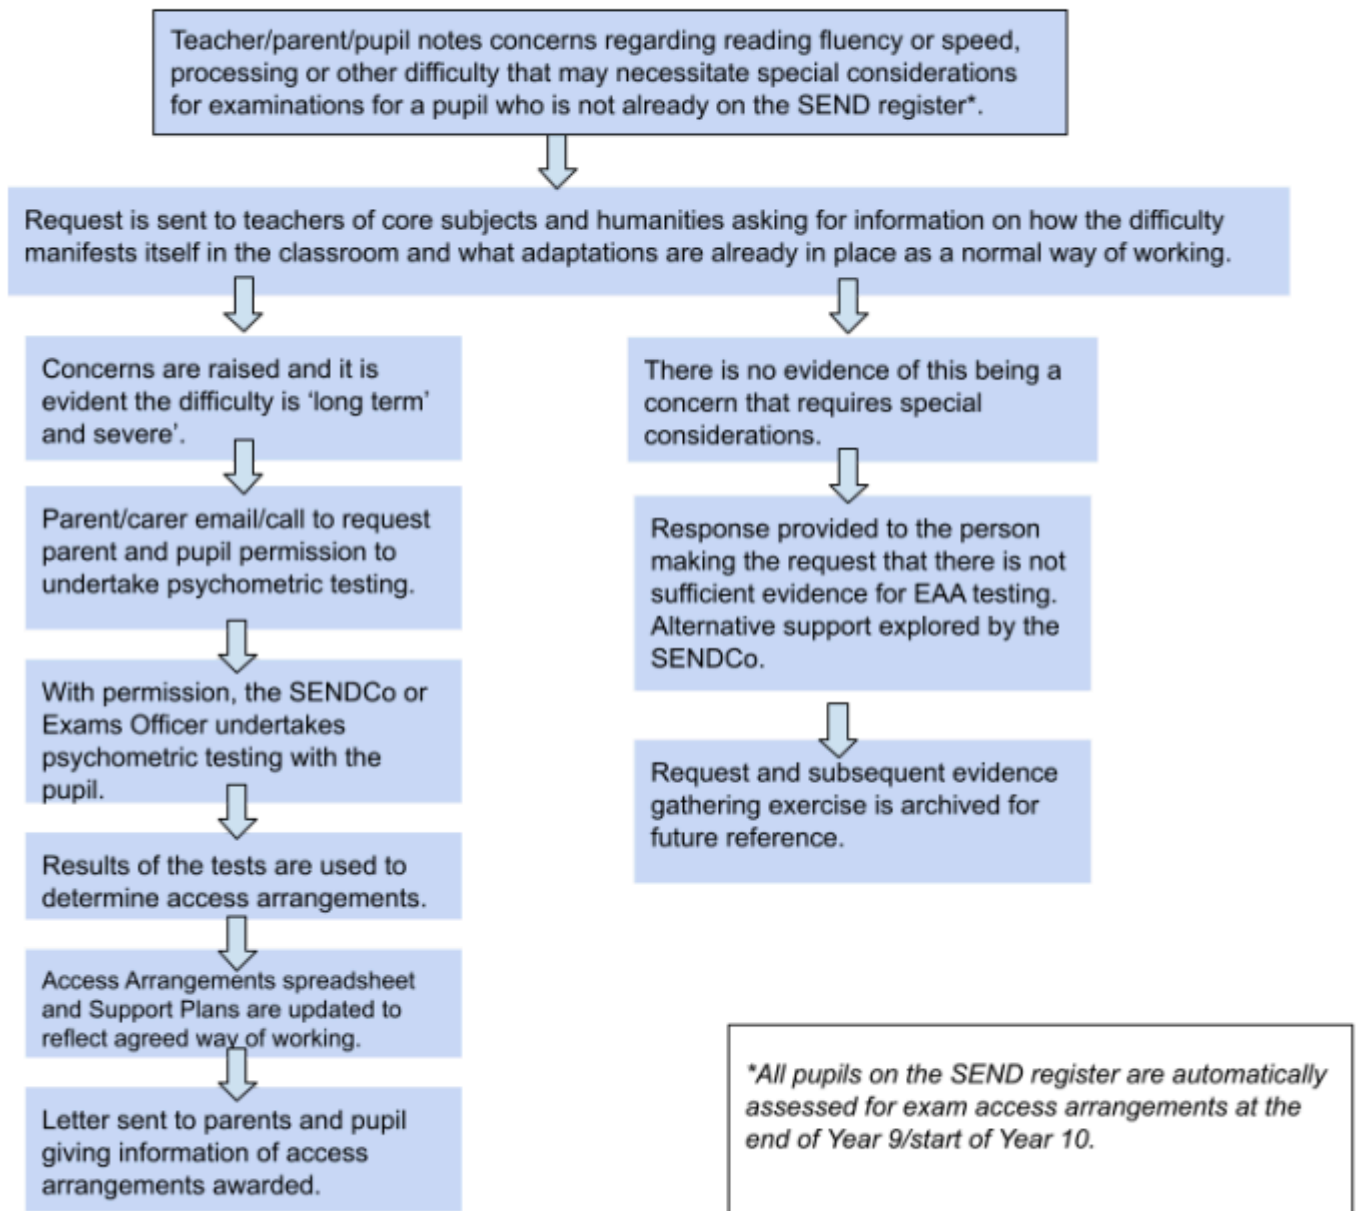 Teacher/parent/pupil notes concerns regarding reading fluency or speed,
processing or other difficulty that may necessitate special considerations
for examinations for a pupil who is not already on the SEND register*.
Request is sent to teachers of core subjects and humanities asking for information on how the difficulty
manifests itself in the classroom and what adaptations are already in place as a normal way of working.
Concerns are raised and it is
evident the difficulty is ‘long term’
and severe’.
Parent/carer email/call to request
parent and pupil permission to
undertake psychometric testing.
With permission, the SENDCo or
Exams Officer undertakes
psychometric testing with the
pupil.
Results of the tests are used to
determine access arrangements.
Access Arrangements spreadsheet
and Support Plans are updated to
reflect agreed way of working.
Letter sent to parents and pupil
giving information of access
arrangements awarded.
There is no evidence of this being a
concern that requires special
considerations.
Response provided to the person
making the request that there is not
sufficient evidence for EAA testing.
Alternative support explored by the
SENDCo.
Request and subsequent evidence
gathering exercise is archived for
future reference.
*All pupils on the SEND register are automatically
assessed for exam access arrangements at the
end of Year 9/start of Year 10.